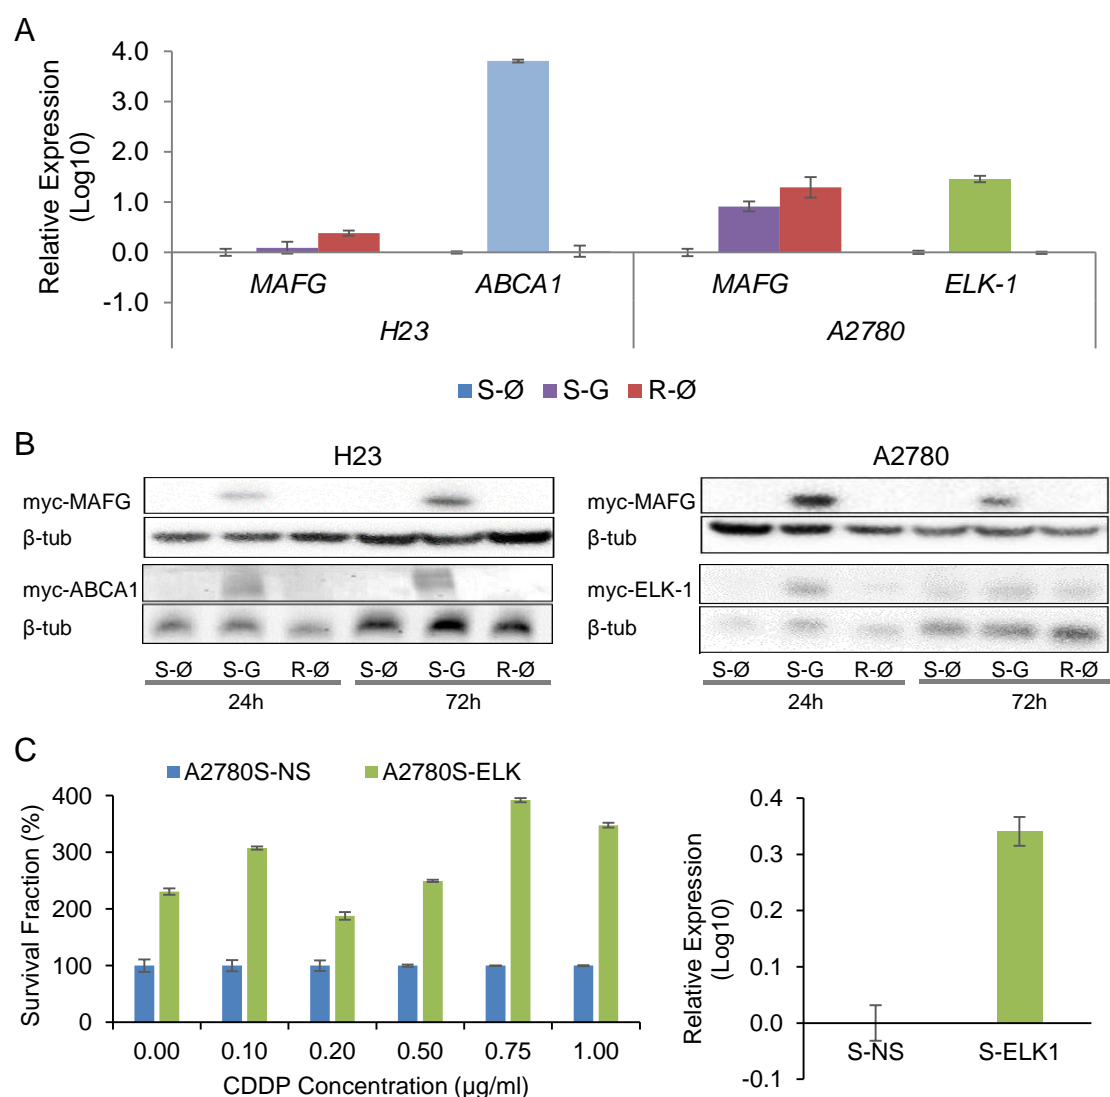 A
Relative Expression
(Log10)
4.0
3.0
2.0
1.0
0.0
-1.0
MAFG
ABCA1
MAFG
ELK-1
H23
A2780
S-Ø S-G R-Ø
B
H23
A2780
myc-MAFG
β-tub
myc-ABCA1
β-tub
S-Ø S-G R-Ø S-Ø S-G R-Ø
24h 72h
myc-MAFG
β-tub
myc-ELK-1
β-tub
S-Ø S-G R-Ø S-Ø S-G R-Ø
24h 72h
C
A2780S-NS A2780S-ELK
Survival Fraction (%)
400
300
200
100
0
0.00 0.10 0.20 0.50 0.75 1.00
CDDP Concentration (µg/ml)
Relative Expression
(Log10)
0.4
0.3
0.2
0.1
0.0
-0.1
S-NS S-ELK1